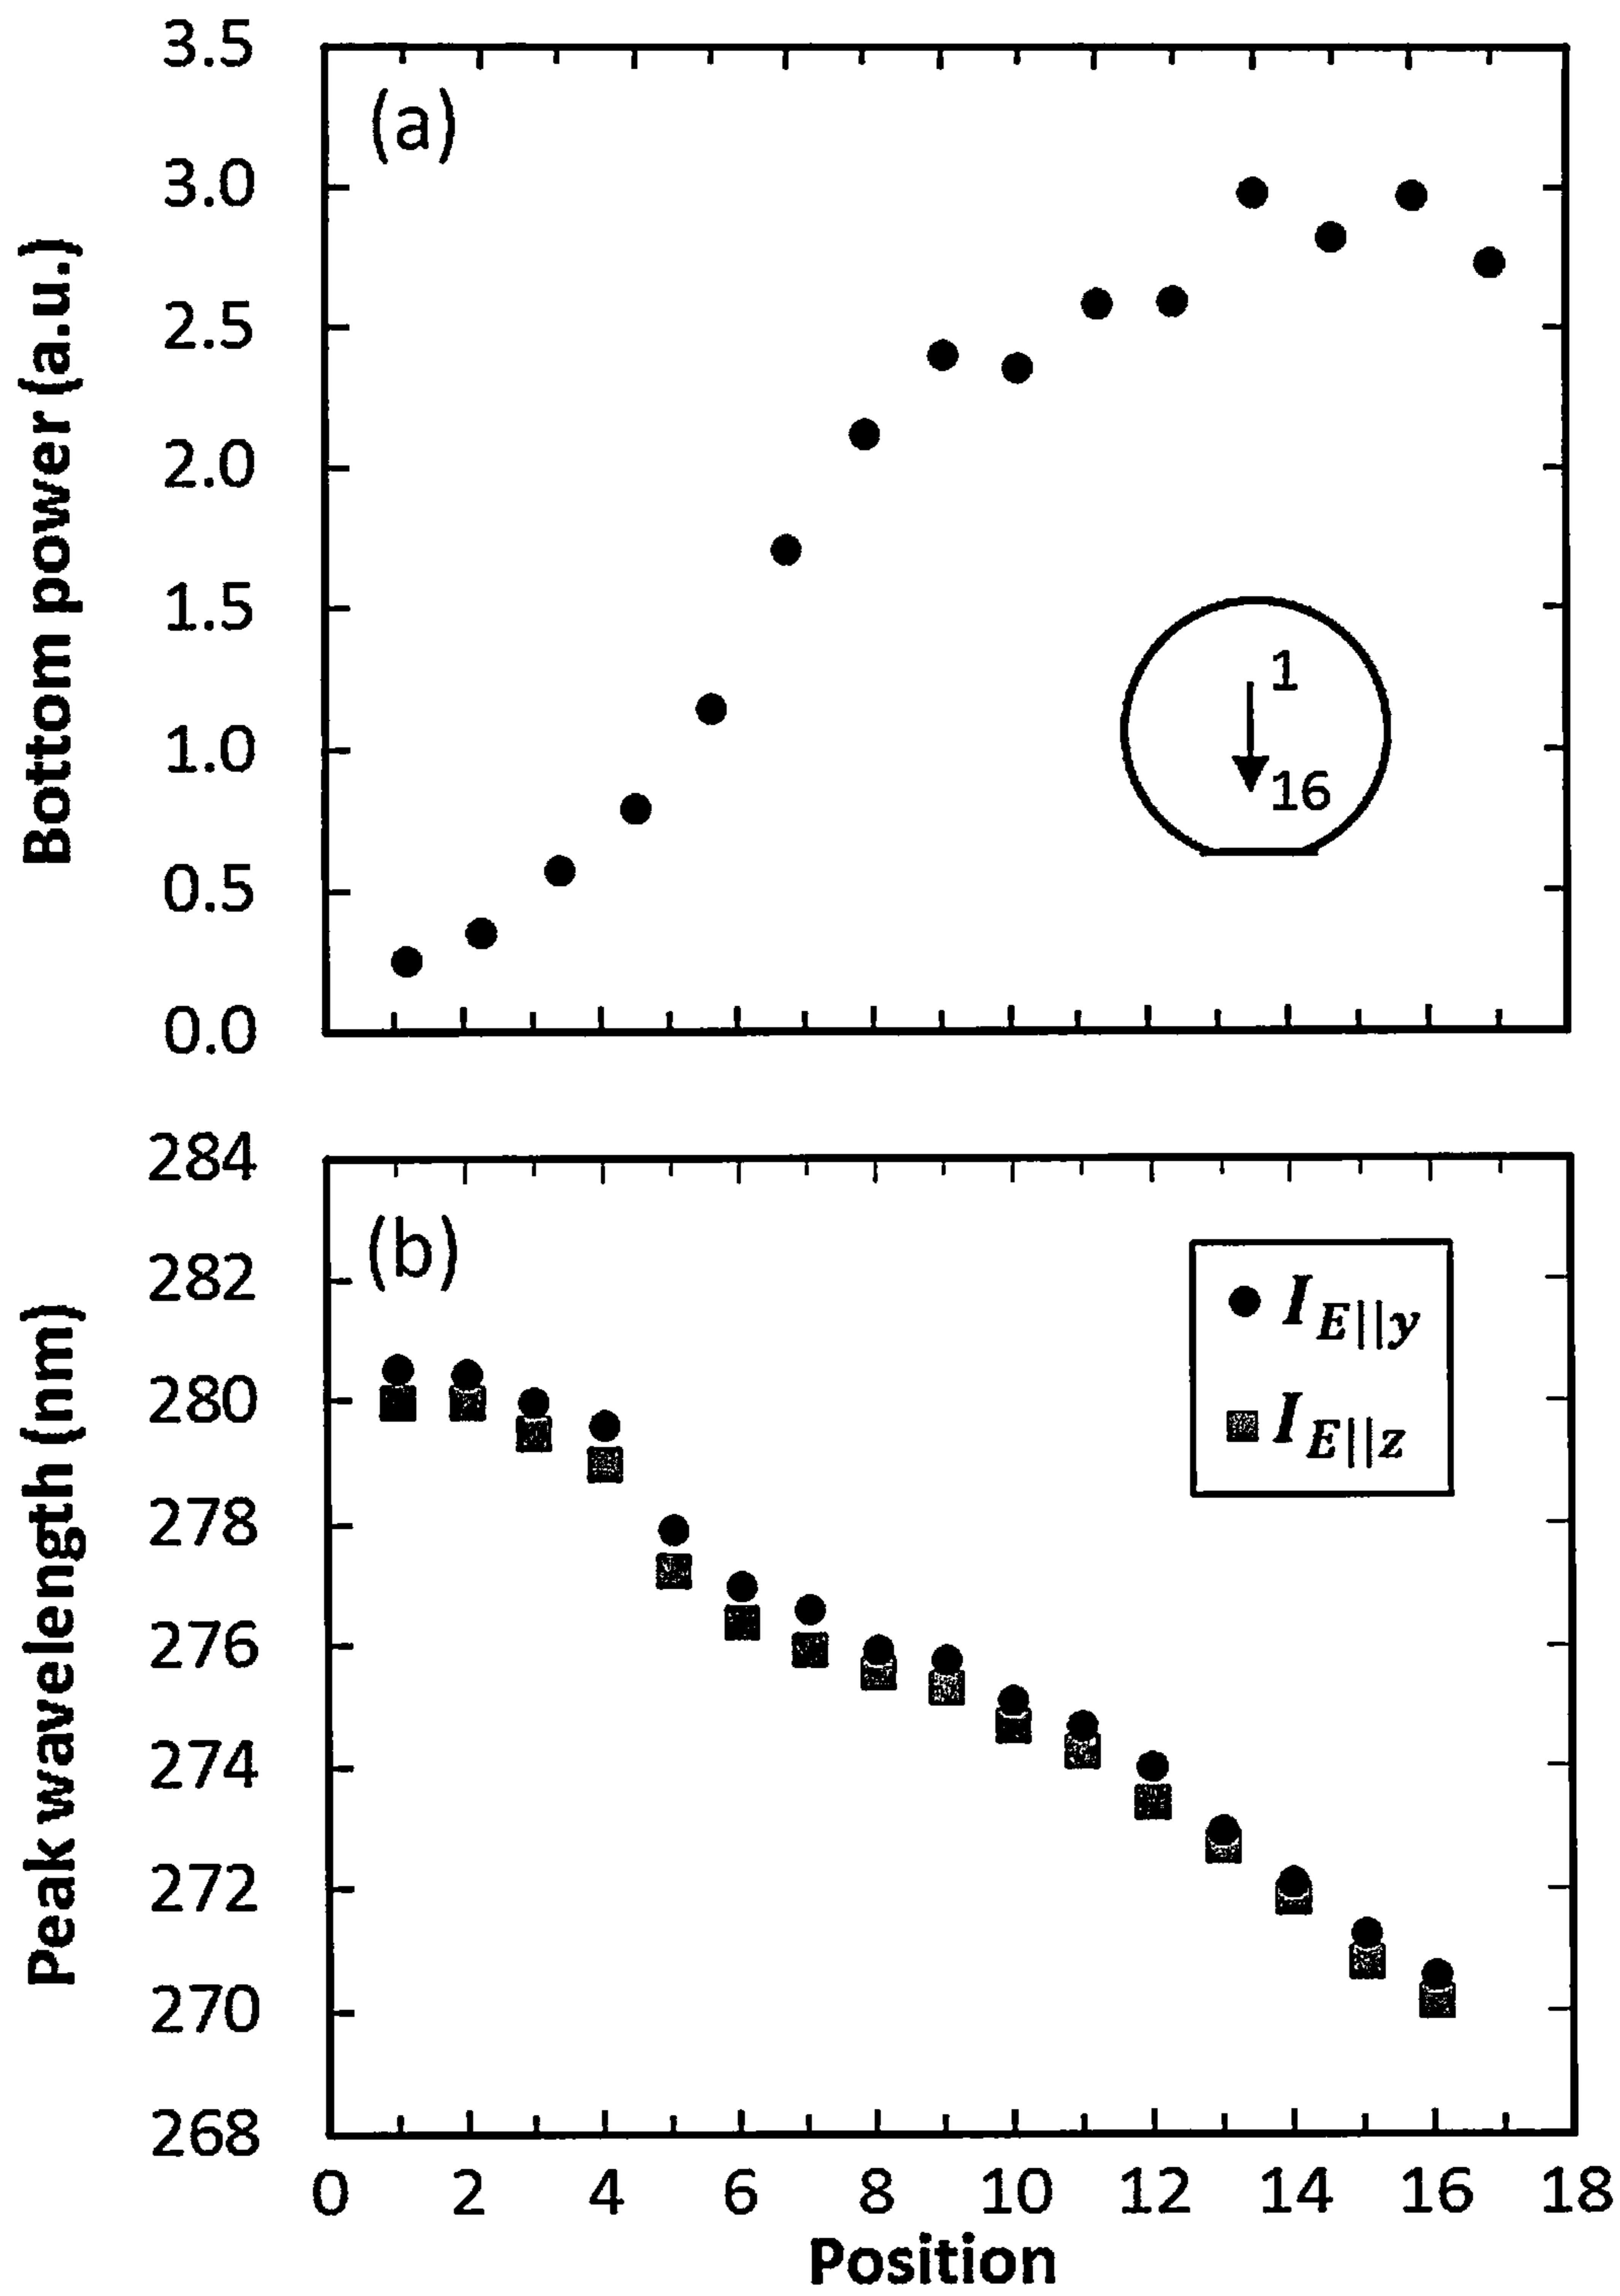 3.5
(a)
3.0
2.5
2.0
1.5
1.0
0.5
0.0
Bottom power (a.u.)
1
16
284
(b)
282
280
278
276
274
272
270
268
Peak wavelength (nm)
I E||y
I E||z
0 2 4 6 8 10 12 14 16 18
Position